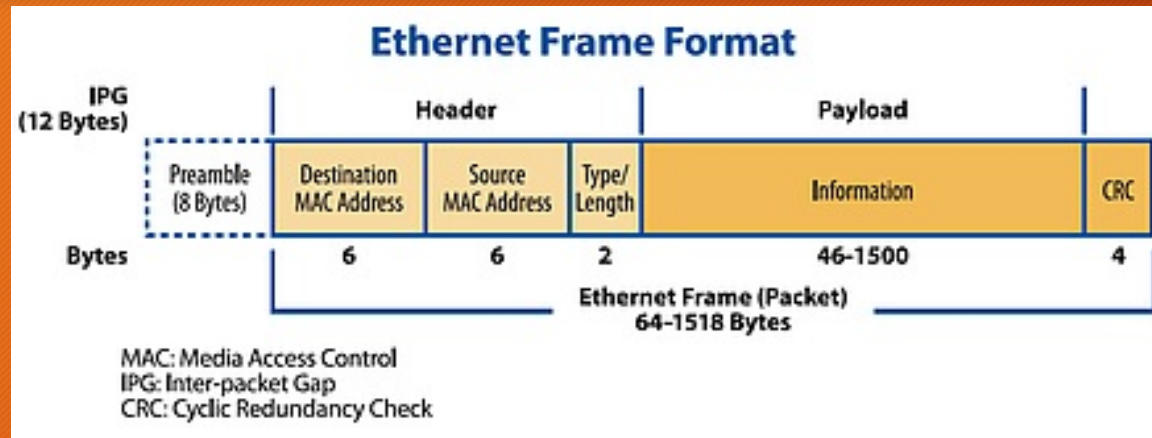 Ethernet Frame Format
IPG
(12 Bytes)
Header
Payload
Preamble
(8 Bytes)
Destination
MAC Address
Source
MAC Address
Type/
Length
Information
CRC
Bytes
6
6
2
46-1500
4
Ethernet Frame (Packet)
64-1518 Bytes
MAC: Media Access Control
IPG: Inter-packet Gap
CRC: Cyclic Redundancy Check